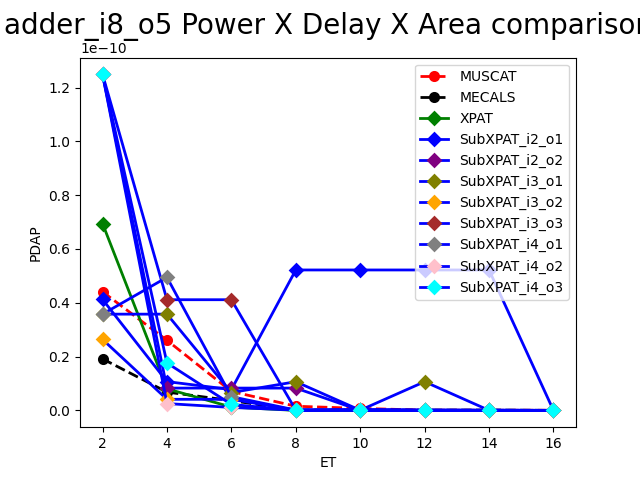 adder_i8_o5 Power X Delay X Area comparison
1e−10
1.2
1.0
0.8
0.6
0.4
0.2
0.0
PDAP
2 4 6 8 10 12 14 16
ET
MUSCAT
MECALS
XPAT
SubXPAT_i2_o1
SubXPAT_i2_o2
SubXPAT_i3_o1
SubXPAT_i3_o2
SubXPAT_i3_o3
SubXPAT_i4_o1
SubXPAT_i4_o2
SubXPAT_i4_o3